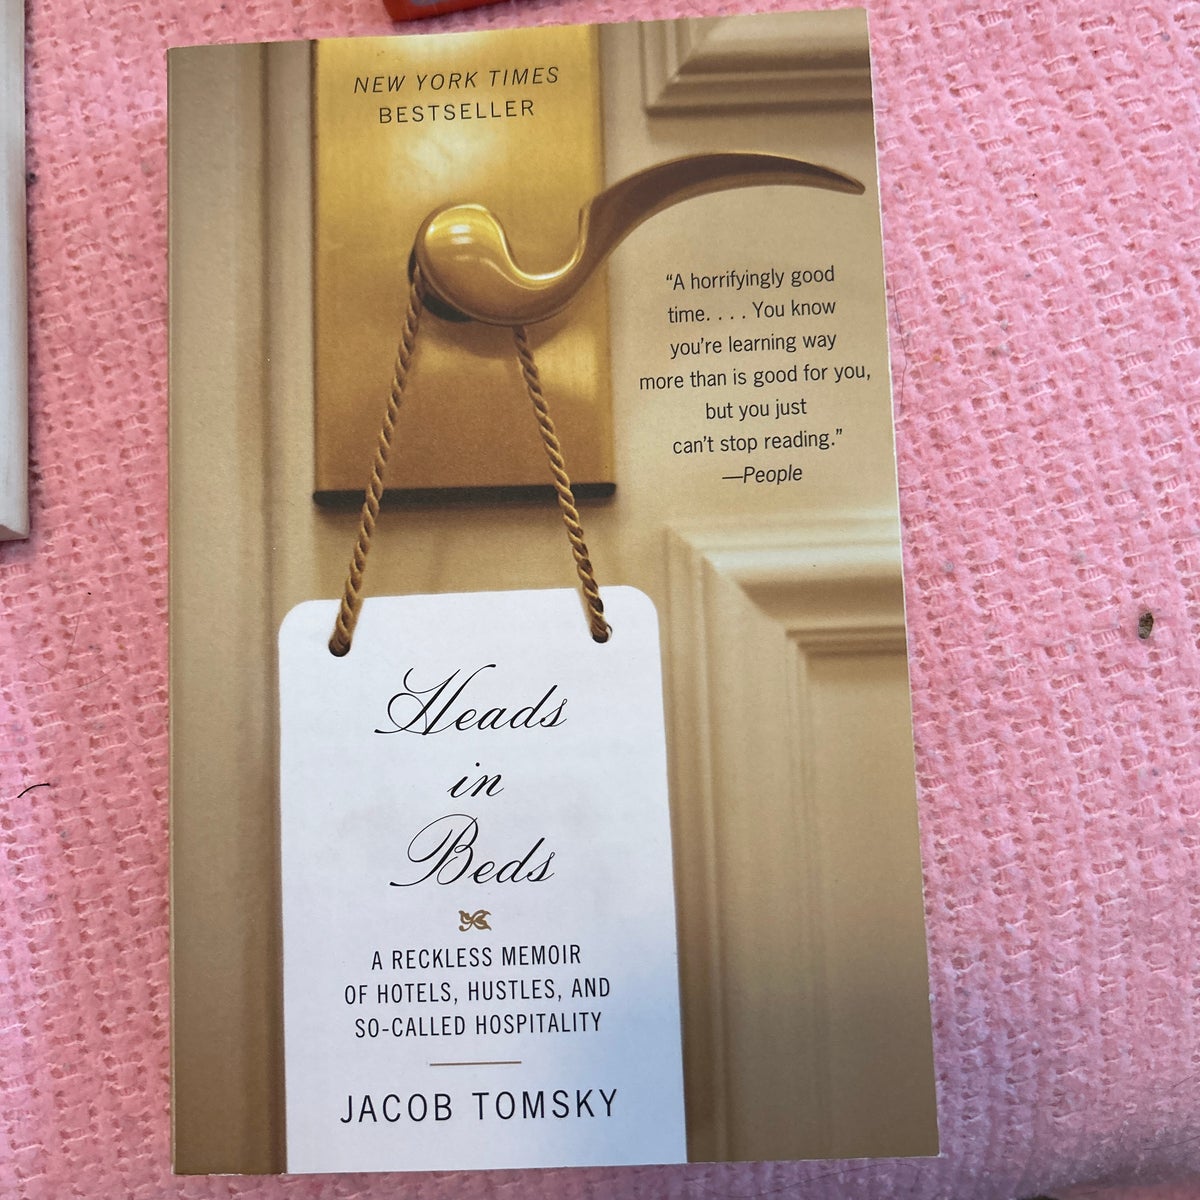 NEW YORK TIMES
BESTSELLER
“A horrifyingly good
time. . . . You know
you’re learning way
more than is good for you,
but you just
can’t stop reading.”
—People
Heads
in
Beds
A RECKLESS MEMOIR
OF HOTELS, HUSTLES, AND
SO-CALLED HOSPITALITY
JACOB TOMSKY